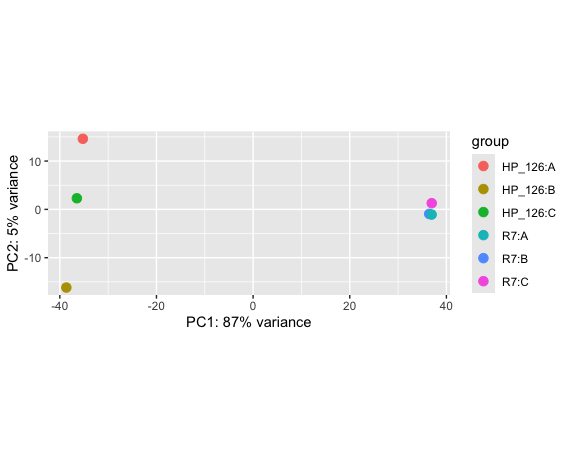 10
0
-10
-40
-20
0
20
40
PC1: 87% variance
PC2: 5% variance
group
HP_126:A
HP_126:B
HP_126:C
R7:A
R7:B
R7:C